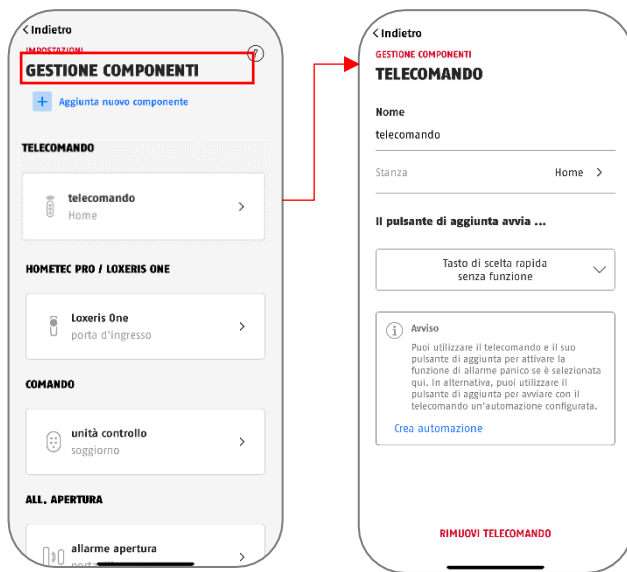 Indietro
IMPOSTAZIONI
GESTIONE COMPONENTI
Aggiunta nuovo componente
TELECOMANDO
telecomando
Home
HOMETEC PRO / LOXERIS ONE
Loxeris One
porta d'ingresso
COMANDO
unità controllo
soggiorno
ALL. APERTURA
allarme apertura
Indietro
GESTIONE COMPONENTI
TELECOMANDO
Nome
telecomando
Stanza Home
Il pulsante di aggiunta avvia ...
Tasto di scelta rapida
senza funzione
Avviso
Puoi utilizzare il telecomando e il suo
pulsante di aggiunta per attivare la
funzione di allarme panico se è selezionata
qui. In alternativa, puoi utilizzare il
pulsante di aggiunta per avviare con il
telecomando un'automazione configurata.
Crea automazione
RIMUOVI TELECOMANDO